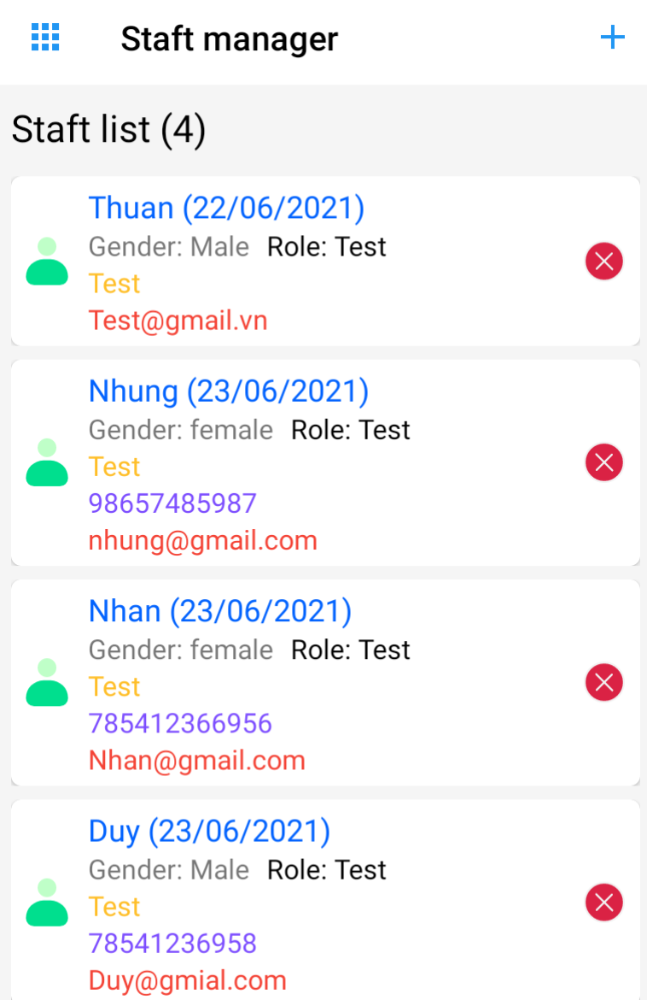 Staft manager
Staft list (4)
Thuan (22/06/2021)
Gender: Male Role: Test
Test
Test@gmail.vn
Nhung (23/06/2021)
Gender: female Role: Test
Test
98657485987
nhung@gmail.com
Nhan (23/06/2021)
Gender: female Role: Test
Test
785412366956
Nhan@gmail.com
Duy (23/06/2021)
Gender: Male Role: Test
Test
78541236958
Duy@gmial.com